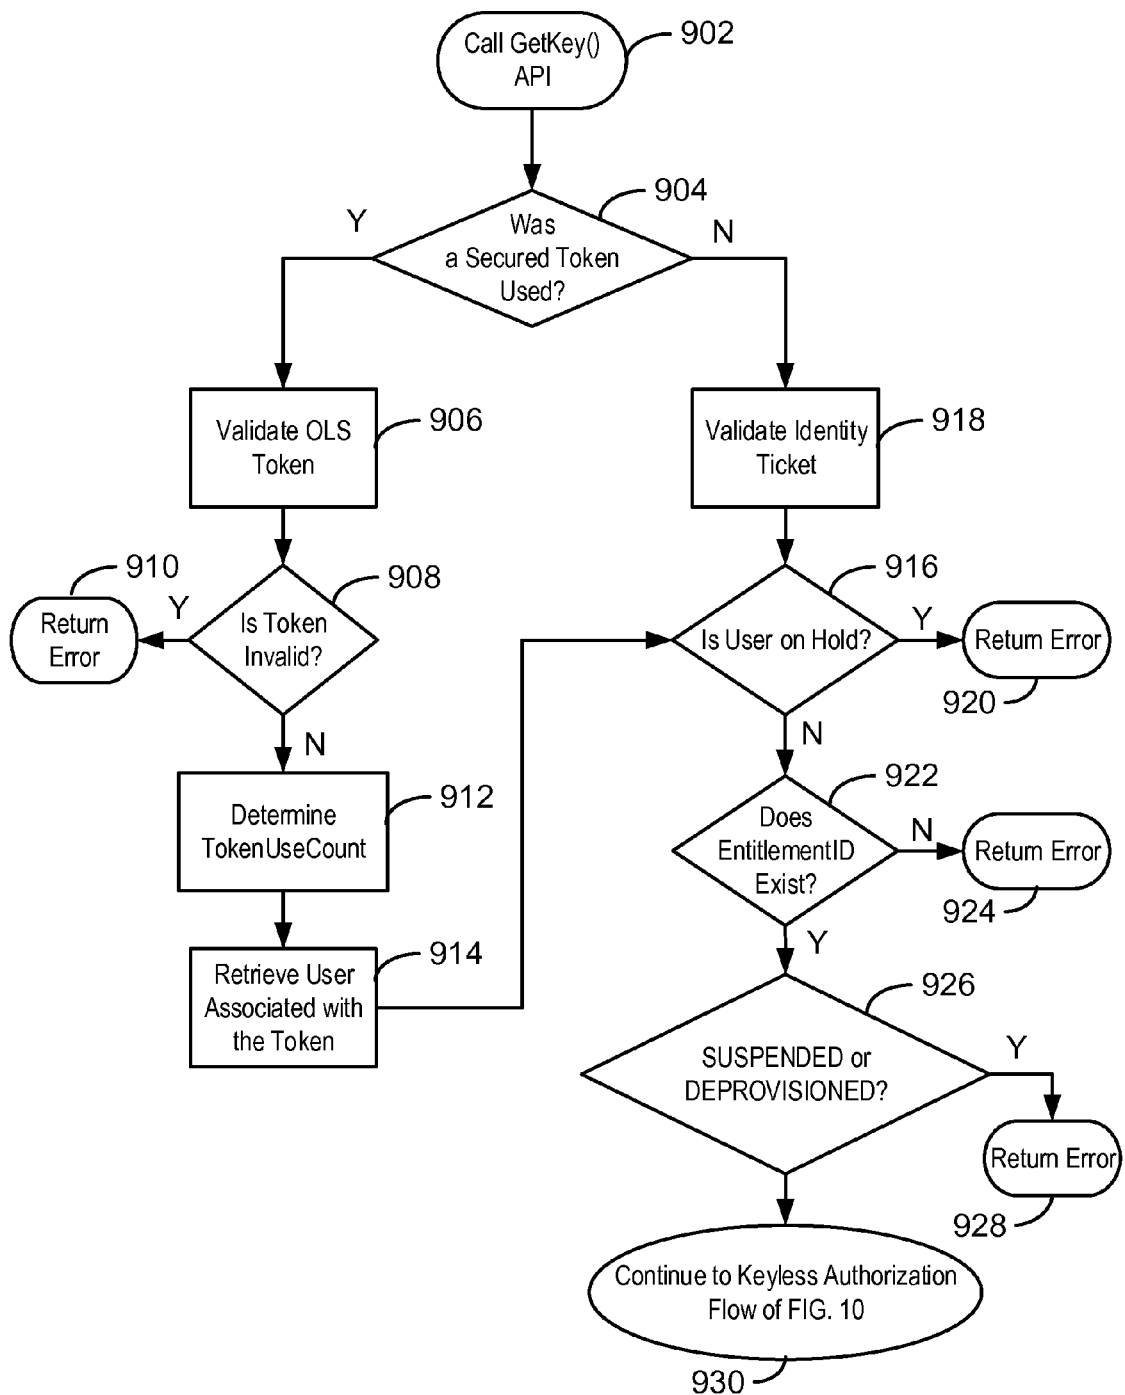 Call GetKey()
API
902
904
Y
N
Was
a Secured Token
Used?
Validate OLS
Token
906
Validate Identity
Ticket
918
910
908
916
Return
Error
Y
Is Token
Invalid?
Is User on Hold?
Y
Return Error
920
N
N
912
922
Determine
TokenUseCount
Does
EntitlementID
Exist?
N
Return Error
924
Y
914
Retrieve User
Associated with
the Token
926
SUSPENDED or
DEPROVISIONED?
Y
Return Error
928
Continue to Keyless Authorization
Flow of FIG. 10
930